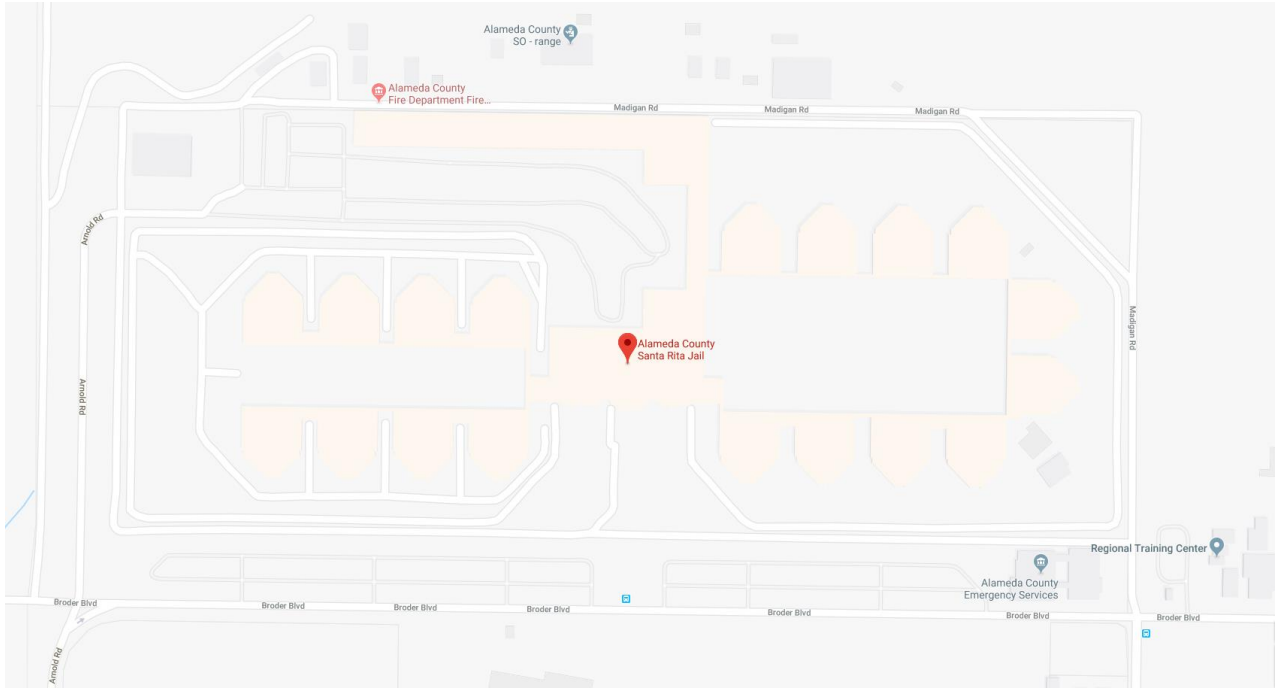 Alameda County
SO - range
Alameda County
Fire Department Fire...
Madigan Rd
Madigan Rd
Madigan Rd
Arnold Rd
Madigan Rd
Alameda County
Santa Rita Jail
Arnold Rd
Regional Training Center
Alameda County
Emergency Services
Broder Blvd
Broder Blvd
Broder Blvd
Broder Blvd
Broder Blvd
Broder Blvd
Broder Blvd
Arnold Rd